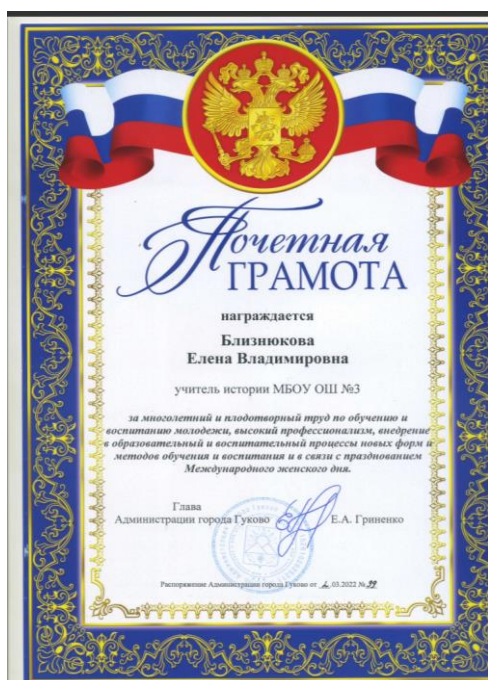 Почетная
ГРАМОТА
награждается
Близнюкова
Елена Владимировна
учитель истории МБОУ ОШ №3
за многолетний и плодотворный труд по обучению и
воспитанию молодежи, высокий профессионализм, внедрение
в образовательный и воспитательный процессы новых форм и
методов обучения и воспитания и в связи с празднованием
Международного женского дня.
Глава
Администрации города Гуково
Е.А. Гриненко
Распоряжение Администрации города Гуково от .03.2022 № 99